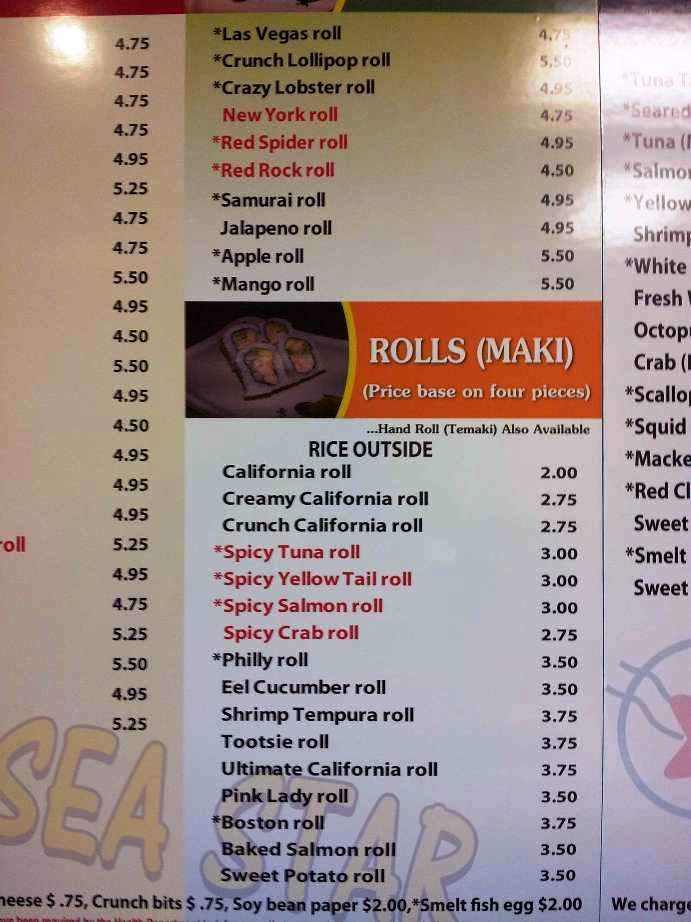 4.75
4.75
4.75
4.75
4.95
5.25
4.75
4.75
5.50
4.95
4.50
5.50
4.95
4.50
4.95
4.95
4.95
roll 5.25
4.95
4.75
5.25
5.50
4.95
5.25
*Las Vegas roll 4.75
*Crunch Lollipop roll 5.50
*Crazy Lobster roll 4.95
New York roll 4.75
*Red Spider roll 4.95
*Red Rock roll 4.50
*Samurai roll 4.95
Jalapeno roll 4.95
*Apple roll 5.50
*Mango roll 5.50
ROLLS (MAKI)
(Price base on four pieces)
...Hand Roll (Temaki) Also Available
RICE OUTSIDE
California roll 2.00
Creamy California roll 2.75
Crunch California roll 2.75
*Spicy Tuna roll 3.00
*Spicy Yellow Tail roll 3.00
*Spicy Salmon roll 3.00
Spicy Crab roll 2.75
*Philly roll 3.50
Eel Cucumber roll 3.50
Shrimp Tempura roll 3.75
Tootsie roll 3.75
Ultimate California roll 3.75
Pink Lady roll 3.50
*Boston roll 3.75
Baked Salmon roll 3.50
Sweet Potato roll 3.50
SEA STAR
heese $ .75, Crunch bits $ .75, Soy bean paper $2.00,*Smelt fish egg $2.00
*Tuna T
*Seared
*Tuna (
*Salmo
*Yellow
Shrimp
*White
Fresh
Octop
Crab (
*Scallo
*Squid
*Macke
*Red Cl
Sweet
*Smelt
Sweet
We charge